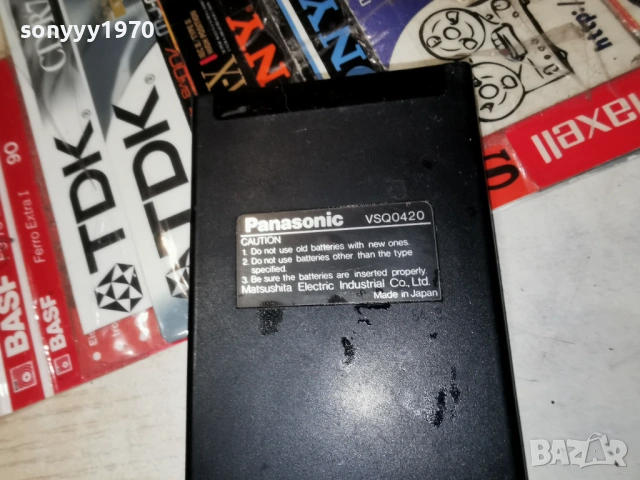 sonyyy1970
BASF
Ferro Extra I
90
TDK
TDK
SONY
http:/
maxell
Panasonic VSQ0420
CAUTION
1. Do not use old batteries with new ones.
2. Do not use batteries other than the type
specified.
3. Be sure the batteries are inserted properly.
Matsushita Electric Industrial Co., Ltd.
Made in Japan
BASF
BAZAR